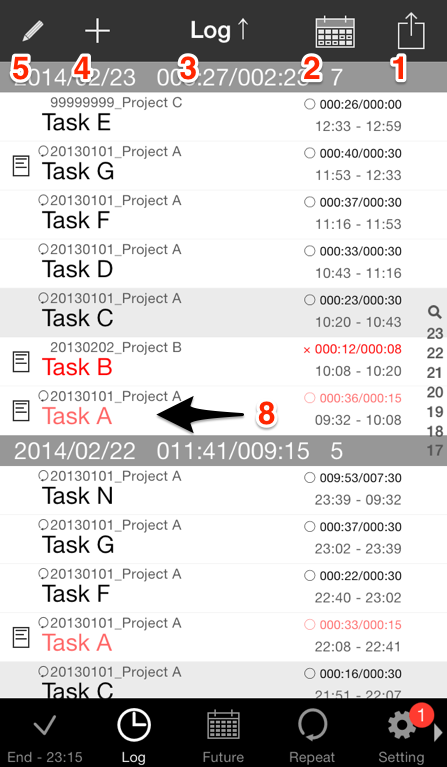 Log ↑
5 4 3 2 1
2014/02/23 00 :27/002:2 7
99999999_Project C 000:26/000:00
Task E 12:33 - 12:59
20130101_Project A 000:40/000:30
Task G 11:53 - 12:33
20130101_Project A 000:37/000:30
Task F 11:16 - 11:53
20130101_Project A 000:33/000:30
Task D 10:43 - 11:16
20130101_Project A 000:23/000:30
Task C 10:20 - 10:43
20130202_Project B × 000:12/000:08
Task B 10:08 - 10:20
20130101_Project A 000:36/000:15
Task A 09:32 - 10:08
8
23
22
21
20
19
18
17
2014/02/22 011:41/009:15 5
20130101_Project A 009:53/007:30
Task N 23:39 - 09:32
20130101_Project A 000:37/000:30
Task G 23:02 - 23:39
20130101_Project A 000:22/000:30
Task F 22:40 - 23:02
20130101_Project A 000:33/000:15
Task A 22:08 - 22:41
20130101_Project A 000:16/000:30
Task C 21:51 - 22:07
1
End - 23:15 Log Future Repeat Setting